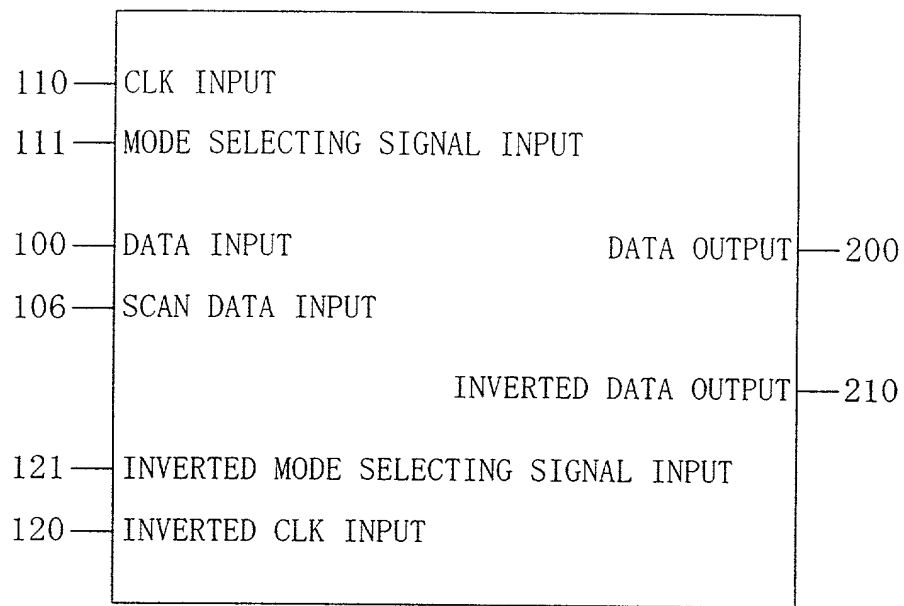 110 CLK INPUT
111 MODE SELECTING SIGNAL INPUT
100 DATA INPUT
DATA OUTPUT 200
106 SCAN DATA INPUT
INVERTED DATA OUTPUT 210
121 INVERTED MODE SELECTING SIGNAL INPUT
120 INVERTED CLK INPUT